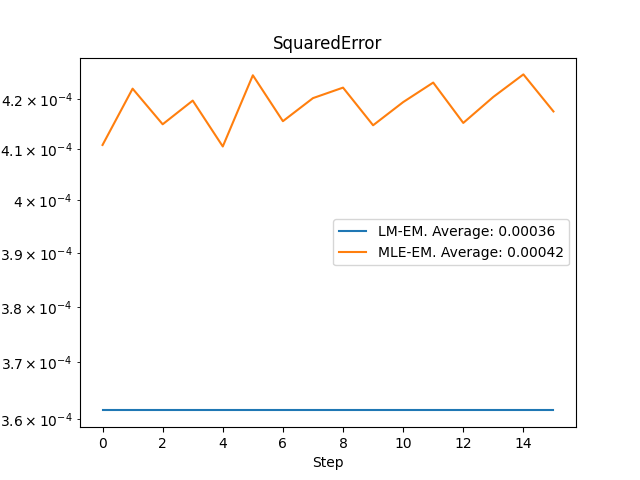 SquaredError
4.2 × 10⁻⁴
4.1 × 10⁻⁴
4 × 10⁻⁴
3.9 × 10⁻⁴
3.8 × 10⁻⁴
3.7 × 10⁻⁴
3.6 × 10⁻⁴
LM-EM. Average: 0.00036
MLE-EM. Average: 0.00042
0 2 4 6 8 10 12 14
Step